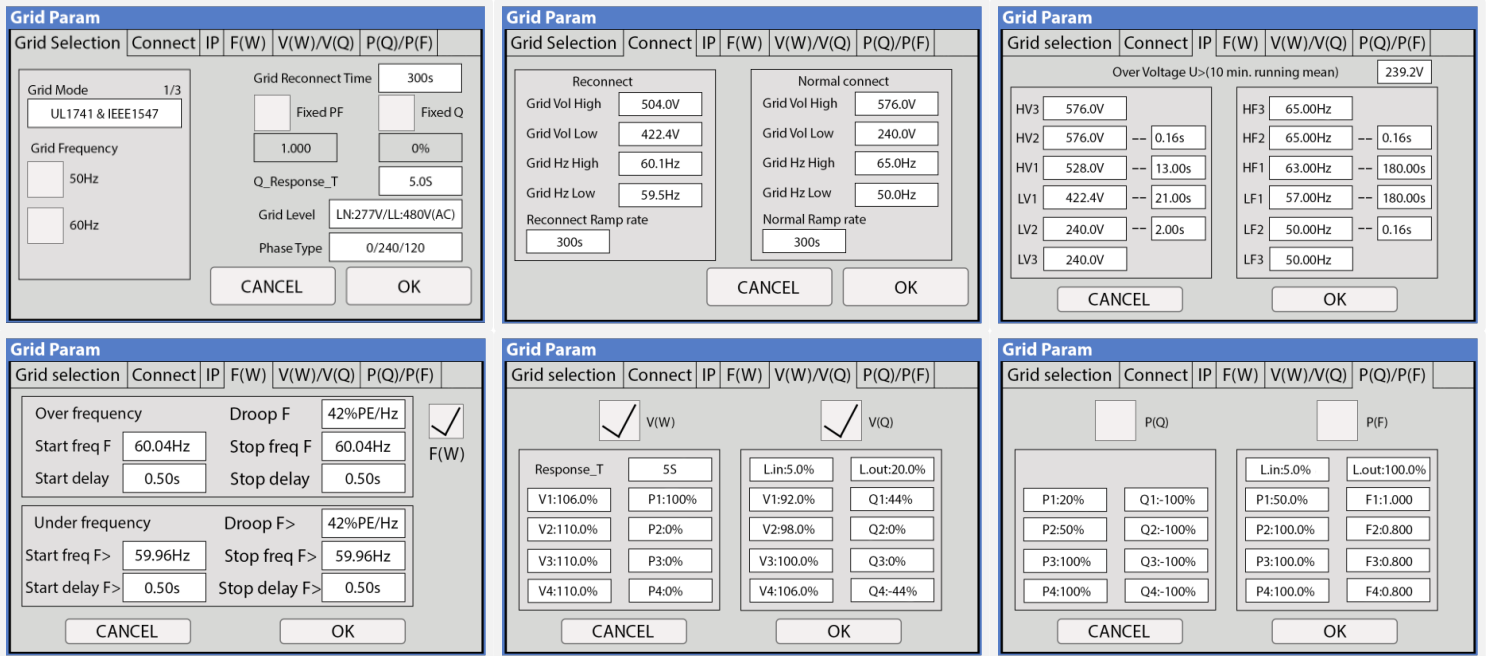 Grid Param
Grid Selection Connect IP F(W) V(W)/V(Q) P(Q)/P(F)
Grid Mode 1/3
UL1741 & IEEE1547
Grid Frequency
50Hz
60Hz
Grid Reconnect Time 300s
Fixed PF Fixed Q
1.000 0%
Q_Response_T 5.0S
Grid Level LN:277V/LL:480V(AC)
Phase Type 0/240/120
CANCEL OK
Grid Param
Grid Selection Connect IP F(W) V(W)/V(Q) P(Q)/P(F)
Reconnect
Grid Vol High 504.0V
Grid Vol Low 422.4V
Grid Hz High 60.1Hz
Grid Hz Low 59.5Hz
Reconnect Ramp rate
300s
Normal connect
Grid Vol High 576.0V
Grid Vol Low 240.0V
Grid Hz High 65.0Hz
Grid Hz Low 50.0Hz
Normal Ramp rate
300s
CANCEL OK
Grid Param
Grid selection Connect IP F(W) V(W)/V(Q) P(Q)/P(F)
Over Voltage U>(10 min. running mean) 239.2V
HV3 576.0V
HV2 576.0V -- 0.16s
HV1 528.0V -- 13.00s
LV1 422.4V -- 21.00s
LV2 240.0V -- 2.00s
LV3 240.0V
HF3 65.00Hz
HF2 65.00Hz -- 0.16s
HF1 63.00Hz -- 180.00s
LF1 57.00Hz -- 180.00s
LF2 50.00Hz -- 0.16s
LF3 50.00Hz
CANCEL OK
Grid Param
Grid selection Connect IP F(W) V(W)/V(Q) P(Q)/P(F)
Over frequency Droop F 42%PE/Hz
Start freq F 60.04Hz Stop freq F 60.04Hz
Start delay 0.50s Stop delay 0.50s
F(W)
Under frequency Droop F> 42%PE/Hz
Start freq F> 59.96Hz Stop freq F> 59.96Hz
Start delay F> 0.50s Stop delay F> 0.50s
CANCEL OK
Grid Param
Grid selection Connect IP F(W) V(W)/V(Q) P(Q)/P(F)
V(W) V(Q)
Response_T 5S
V1:106.0% P1:100%
V2:110.0% P2:0%
V3:110.0% P3:0%
V4:110.0% P4:0%
L.in:5.0% L.out:20.0%
V1:92.0% Q1:44%
V2:98.0% Q2:0%
V3:100.0% Q3:0%
V4:106.0% Q4:-44%
CANCEL OK
Grid Param
Grid selection Connect IP F(W) V(W)/V(Q) P(Q)/P(F)
P(Q) P(F)
P1:20% Q1:-100%
P2:50% Q2:-100%
P3:100% Q3:-100%
P4:100% Q4:-100%
L.in:5.0% L.out:100.0%
P1:50.0% F1:1.000
P2:100.0% F2:0.800
P3:100.0% F3:0.800
P4:100.0% F4:0.800
CANCEL OK